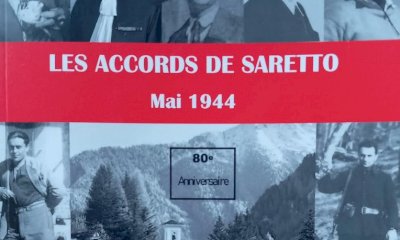 LES ACCORDS DE SARETTO
Mai 1944
80e
Anniversaire